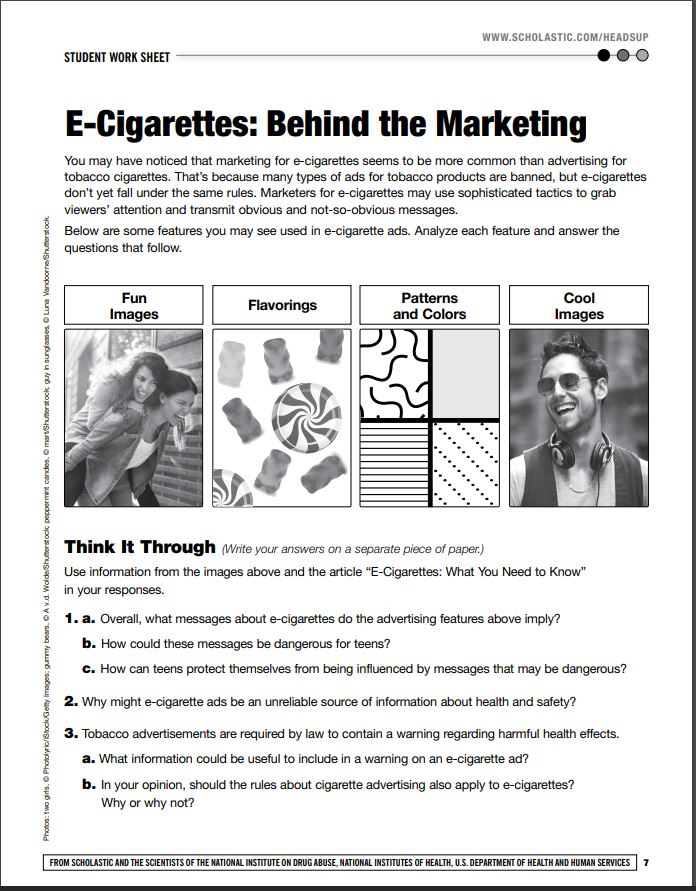 WWW.SCHOLASTIC.COM/HEADSUP
STUDENT WORK SHEET
E-Cigarettes: Behind the Marketing
You may have noticed that marketing for e-cigarettes seems to be more common than advertising for
tobacco cigarettes. That’s because many types of ads for tobacco products are banned, but e-cigarettes
don’t yet fall under the same rules. Marketers for e-cigarettes may use sophisticated tactics to grab
viewers’ attention and transmit obvious and not-so-obvious messages.
Below are some features you may see used in e-cigarette ads. Analyze each feature and answer the
questions that follow.
Fun
Images
Flavorings
Patterns
and Colors
Cool
Images
Think It Through (Write your answers on a separate piece of paper.)
Use information from the images above and the article “E-Cigarettes: What You Need to Know”
in your responses.
1. a. Overall, what messages about e-cigarettes do the advertising features above imply?
b. How could these messages be dangerous for teens?
c. How can teens protect themselves from being influenced by messages that may be dangerous?
2. Why might e-cigarette ads be an unreliable source of information about health and safety?
3. Tobacco advertisements are required by law to contain a warning regarding harmful health effects.
a. What information could be useful to include in a warning on an e-cigarette ad?
b. In your opinion, should the rules about cigarette advertising also apply to e-cigarettes?
Why or why not?
Photos: two girls, © Photolyric/iStock/Getty Images; gummy bears, © A v.d. Wolde/Shutterstock; peppermint candies, © mart/Shutterstock; guy in sunglasses, © Luna Vandoorne/Shutterstock.
FROM SCHOLASTIC AND THE SCIENTISTS OF THE NATIONAL INSTITUTE ON DRUG ABUSE, NATIONAL INSTITUTES OF HEALTH, U.S. DEPARTMENT OF HEALTH AND HUMAN SERVICES 7